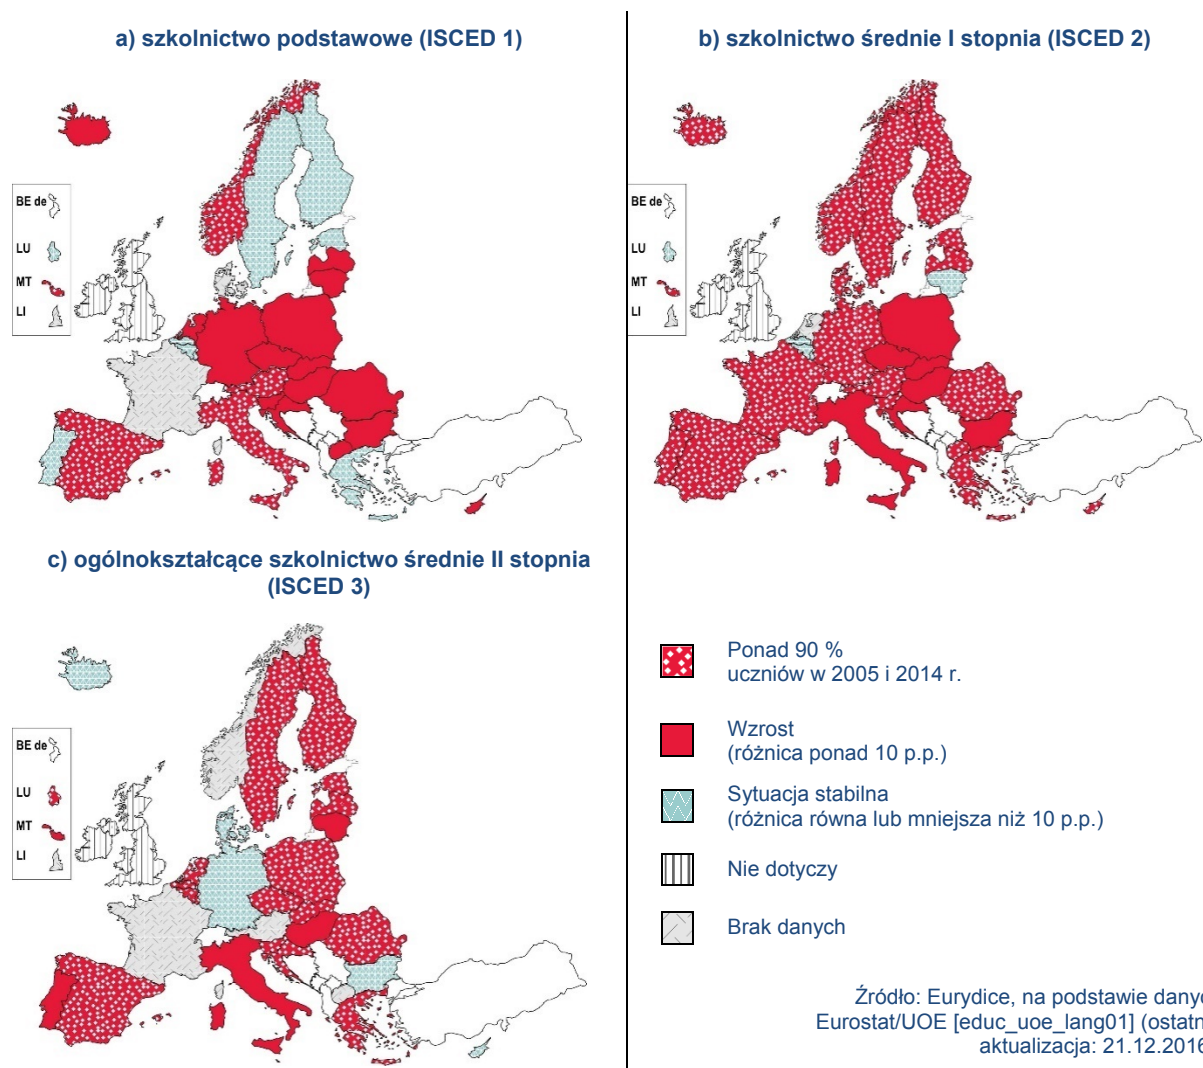 a) szkolnictwo podstawowe (ISCED 1)
BE de
LU
MT
LI
b) szkolnictwo średnie I stopnia (ISCED 2)
BE de
LU
MT
LI
c) ogólnokształcące szkolnictwo średnie II stopnia
(ISCED 3)
BE de
LU
MT
LI
Ponad 90 %
uczniów w 2005 i 2014 r.
Wzrost
(różnica ponad 10 p.p.)
Sytuacja stabilna
(różnica równa lub mniejsza niż 10 p.p.)
Nie dotyczy
Brak danych
Źródło: Eurydice, na podstawie danyc
Eurostat/UOE [educ_uoe_lang01] (ostatn
aktualizacja: 21.12.2016